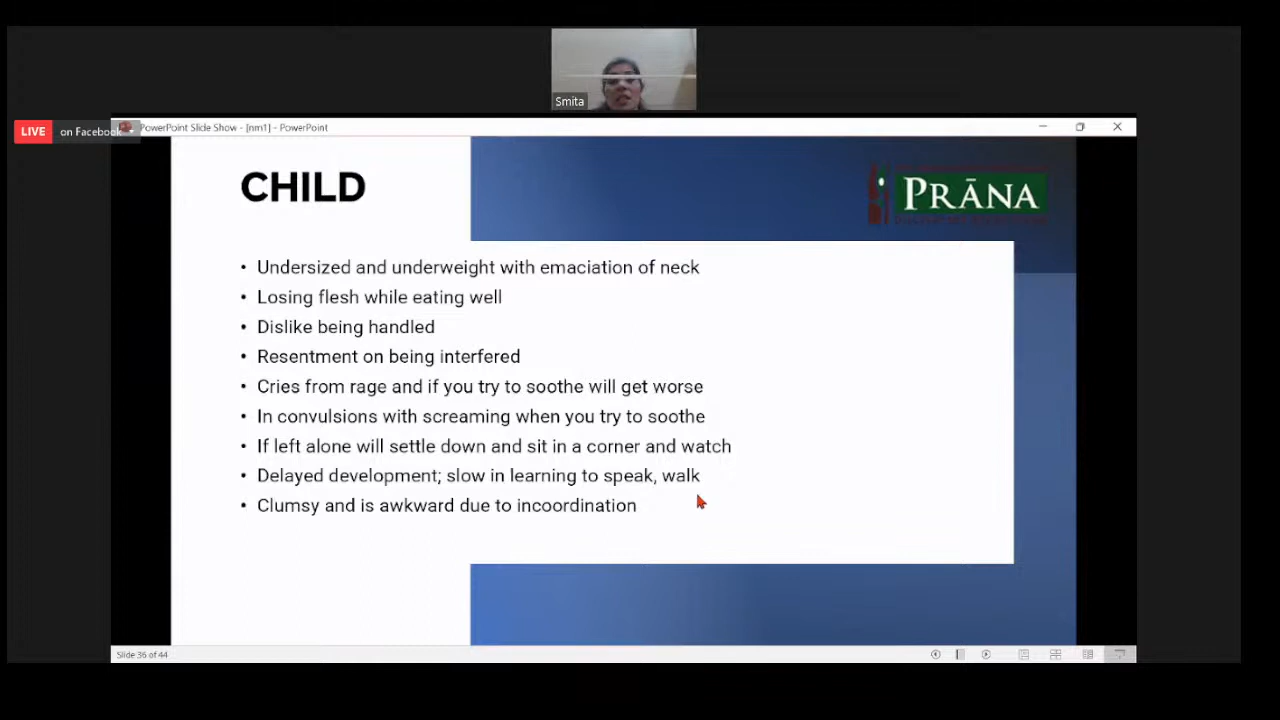 Smita
LIVE on Facebook
PowerPoint Slide Show - [nm1] - PowerPoint
CHILD
PRĀNA
• Undersized and underweight with emaciation of neck
• Losing flesh while eating well
• Dislike being handled
• Resentment on being interfered
• Cries from rage and if you try to soothe will get worse
• In convulsions with screaming when you try to soothe
• If left alone will settle down and sit in a corner and watch
• Delayed development; slow in learning to speak, walk
• Clumsy and is awkward due to incoordination
Slide 36 of 44